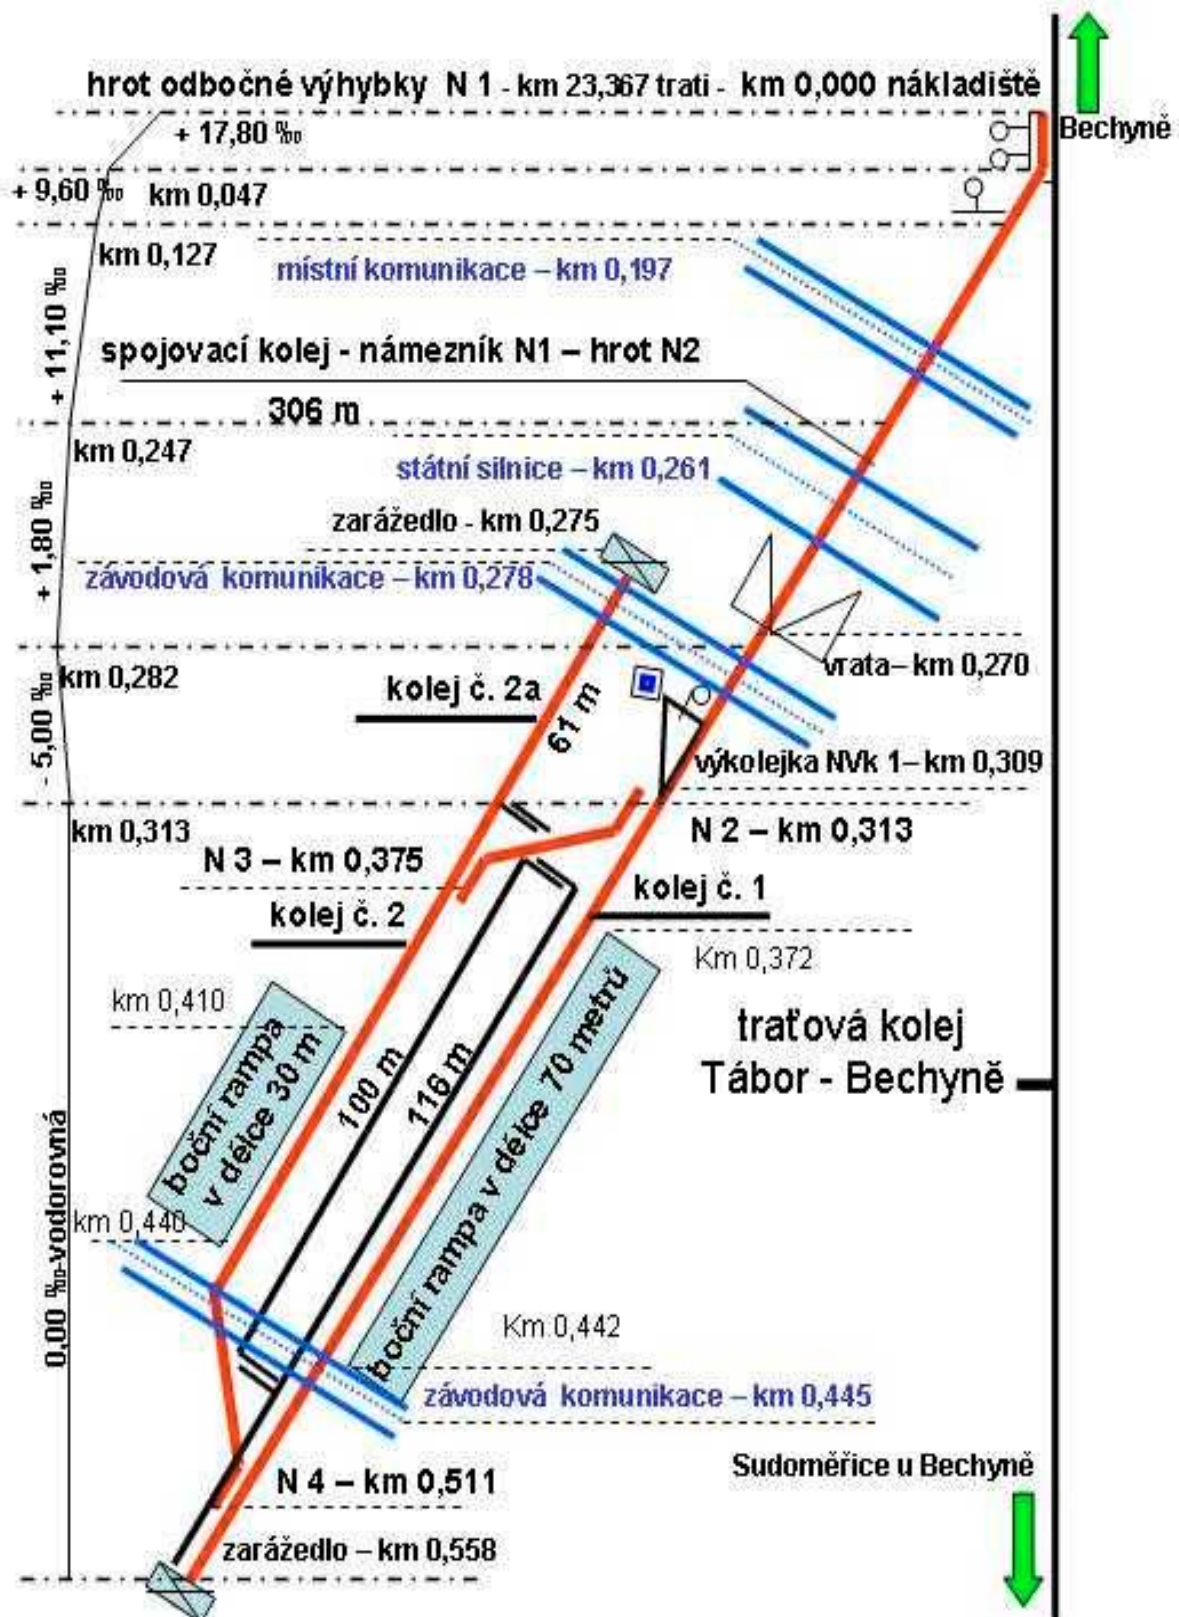 hrot odbočné výhybky N 1 - km 23,367 trati - km 0,000 nákladiště
Bechyně
+ 17,80 ‰
+ 9,60 ‰
km 0,047
km 0,127
místní komunikace – km 0,197
+ 11,10 ‰
spojovací kolej - námezník N1 – hrot N2
306 m
km 0,247
státní silnice – km 0,261
+ 1,80 ‰
zarážedlo - km 0,275
závodová komunikace – km 0,278
vrata– km 0,270
km 0,282
kolej č. 2a
61 m
- 5,00 ‰
výkolejka NVk 1– km 0,309
km 0,313
N 2 – km 0,313
N 3 – km 0,375
kolej č. 1
kolej č. 2
Km 0,372
km 0,410
traťová kolej
Tábor - Bechyně
boční rampa
v délce 30 m
100 m
116 m
boční rampa v délce 70 metrů
0,00 ‰-vodorovná
km 0,440
Km 0,442
závodová komunikace – km 0,445
Sudoměřice u Bechyně
N 4 – km 0,511
zarážedlo – km 0,558